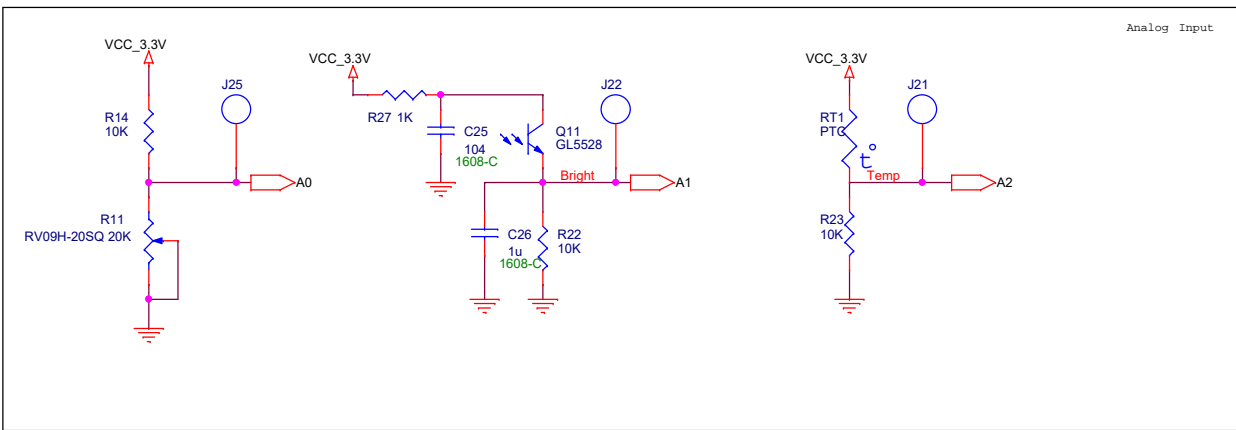 Analog Input
VCC_3.3V
J25
R14
10K
A0
R11
RV09H-20SQ 20K
VCC_3.3V
R27 1K
C25
104
1608-C
Q11
GL5528
J22
Bright
A1
C26
1u
1608-C
R22
10K
VCC_3.3V
J21
RT1
PTC
t°
Temp
A2
R23
10K